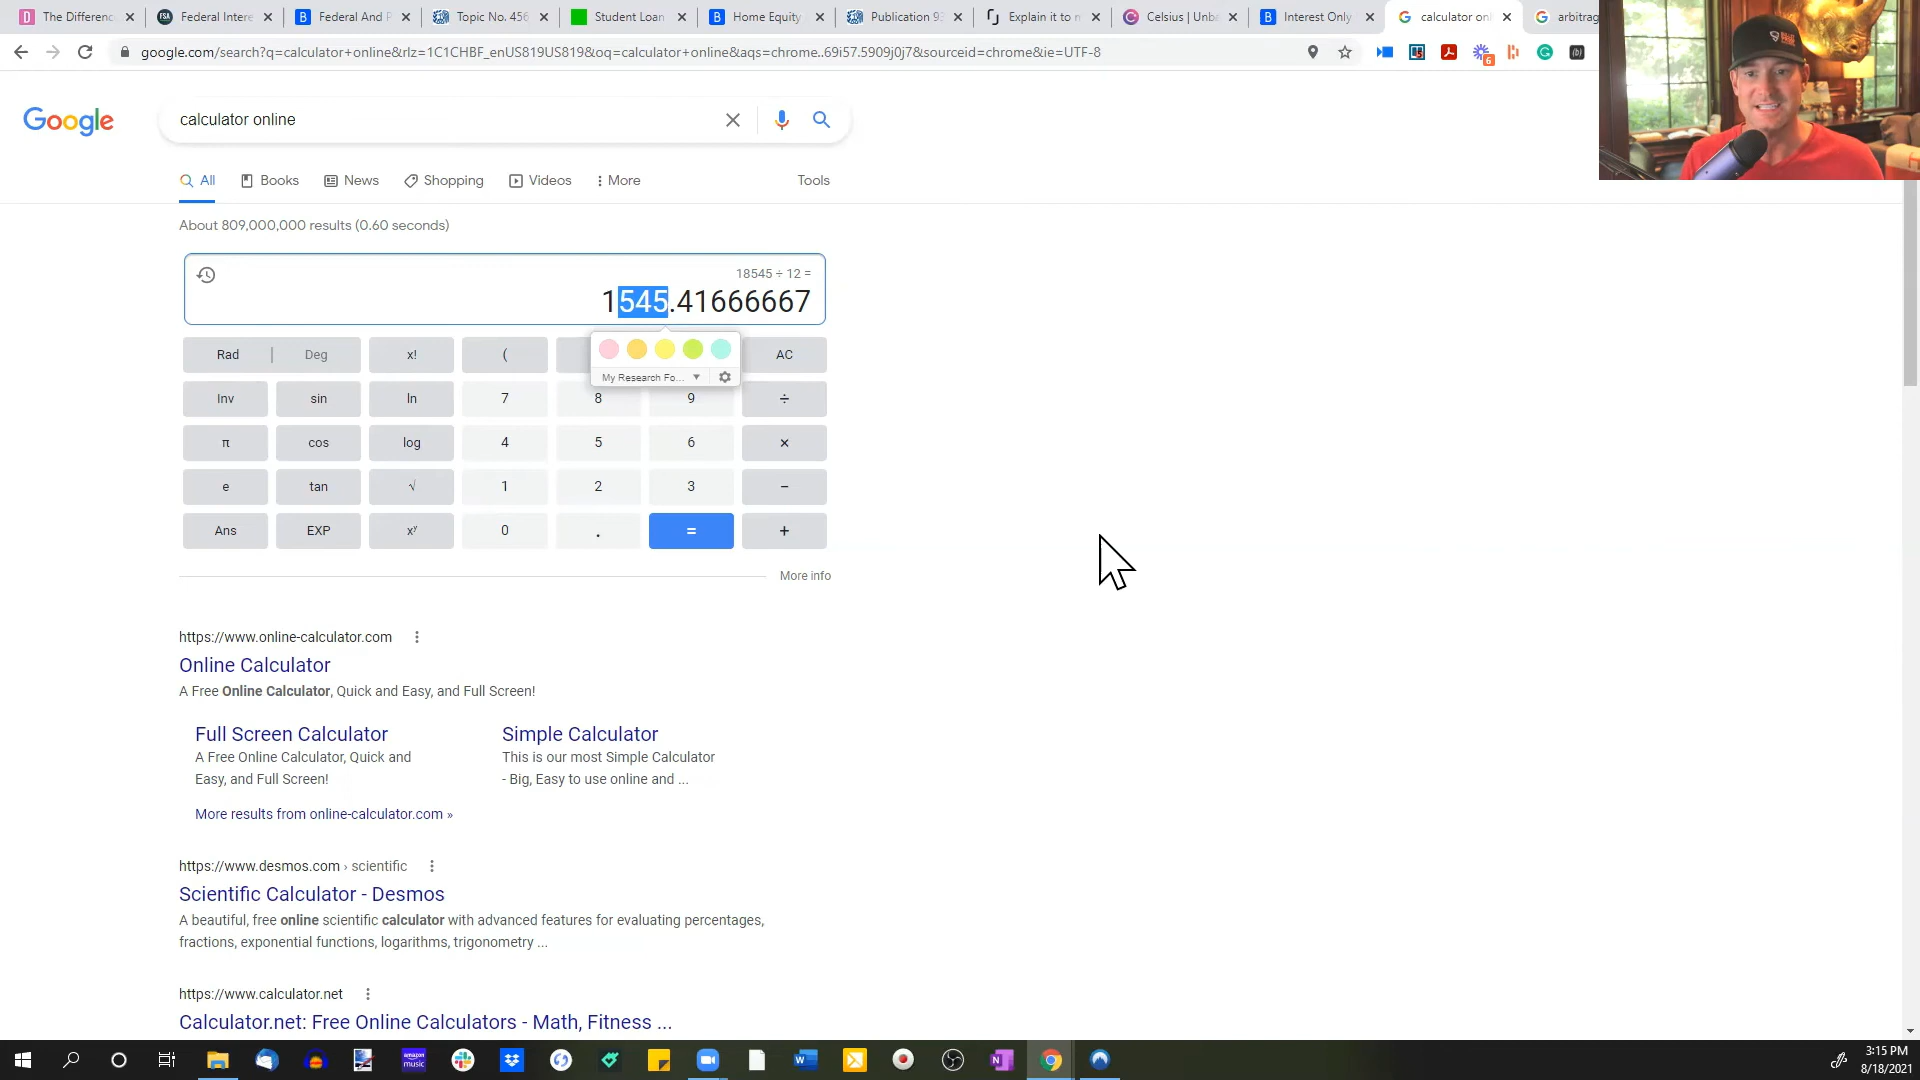 The Differenc
Federal Intere
Federal And P
Topic No. 456
Student Loan
Home Equity
Publication 93
Explain it to m
Celsius | Unba
Interest Only
calculator onl
arbitrag
google.com/search?q=calculator+online&rlz=1C1CHBF_enUS819US819&oq=calculator+online&aqs=chrome..69i57.5909j0j7&sourceid=chrome&ie=UTF-8
6
Google
calculator online
All
Books
News
Shopping
Videos
More
Tools
About 809,000,000 results (0.60 seconds)
18545 ÷ 12 =
1545.41666667
Rad | Deg
x!
(
AC
My Research Fo...
Inv
sin
ln
7
8
9
÷
π
cos
log
4
5
6
×
e
tan
√
1
2
3
−
Ans
EXP
xʸ
0
.
=
+
More info
https://www.online-calculator.com
Online Calculator
A Free Online Calculator, Quick and Easy, and Full Screen!
Full Screen Calculator
A Free Online Calculator, Quick and
Easy, and Full Screen!
Simple Calculator
This is our most Simple Calculator
- Big, Easy to use online and ...
More results from online-calculator.com »
https://www.desmos.com › scientific
Scientific Calculator - Desmos
A beautiful, free online scientific calculator with advanced features for evaluating percentages,
fractions, exponential functions, logarithms, trigonometry ...
https://www.calculator.net
Calculator.net: Free Online Calculators - Math, Fitness ...
3:15 PM
8/18/2021